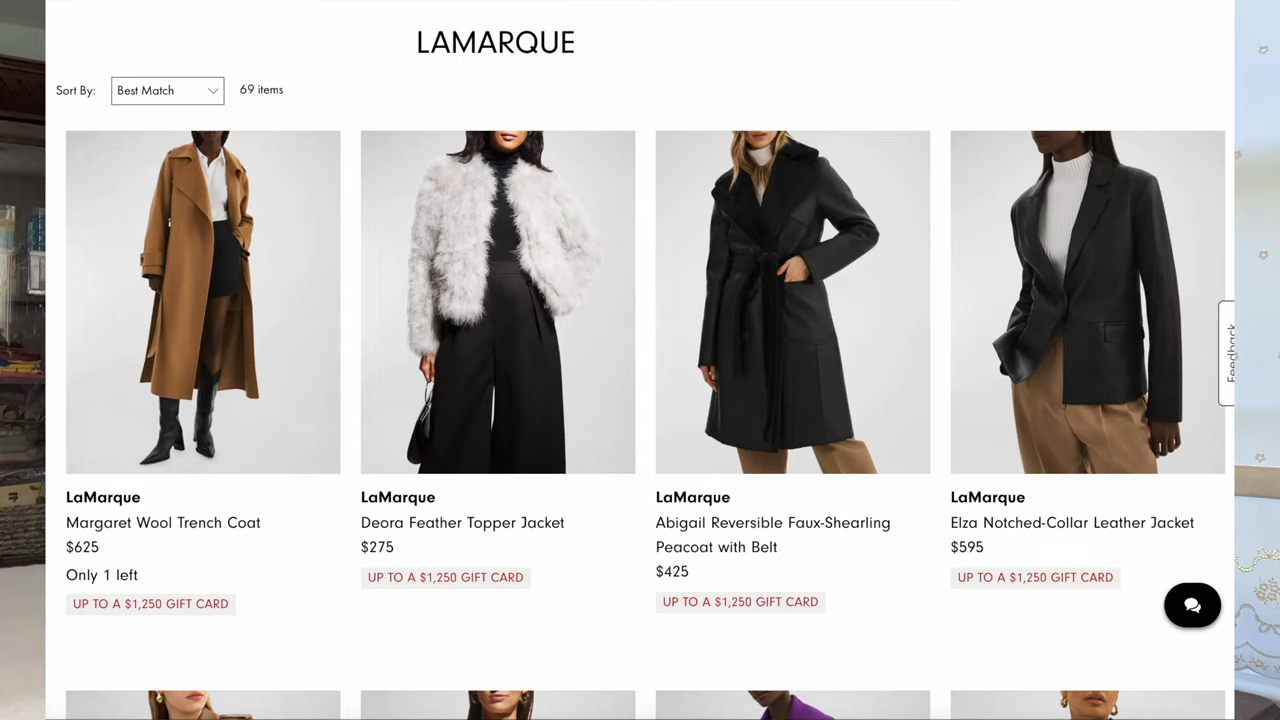 LAMARQUE
Sort By: Best Match 69 items
LaMarque
Margaret Wool Trench Coat
$625
Only 1 left
UP TO A $1,250 GIFT CARD
LaMarque
Deora Feather Topper Jacket
$275
UP TO A $1,250 GIFT CARD
LaMarque
Abigail Reversible Faux-Shearling
Peacoat with Belt
$425
UP TO A $1,250 GIFT CARD
LaMarque
Elza Notched-Collar Leather Jacket
$595
UP TO A $1,250 GIFT CARD
Feedback